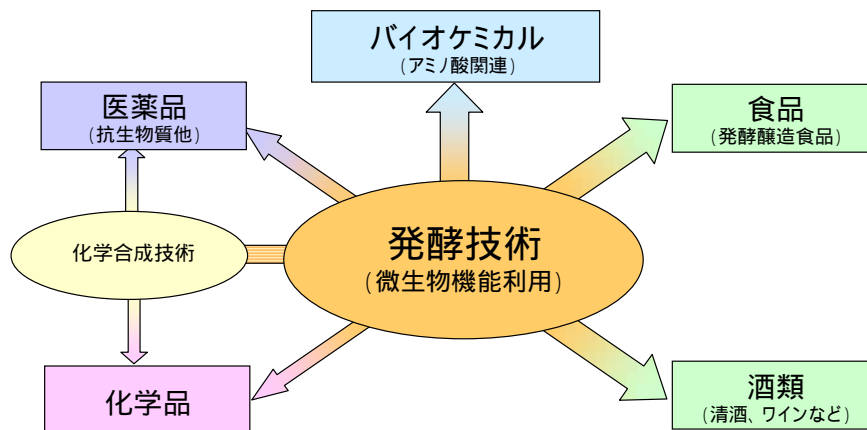 バイオケミカル
(アミノ酸関連)
医薬品
(抗生物質他)
食品
(発酵醸造食品)
化学合成技術
発酵技術
(微生物機能利用)
化学品
酒類
(清酒、ワインなど)